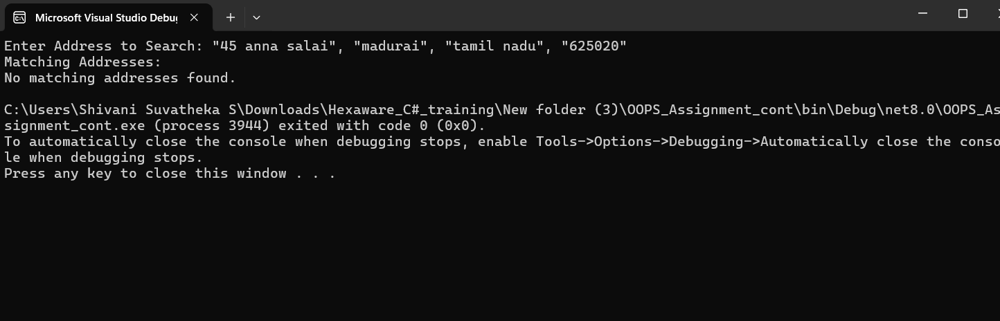 Microsoft Visual Studio Debug
Enter Address to Search: "45 anna salai", "madurai", "tamil nadu", "625020"
Matching Addresses:
No matching addresses found.
C:\Users\Shivani Suvatheka S\Downloads\Hexaware_C#_training\New folder (3)\OOPS_Assignment_cont\bin\Debug\net8.0\OOPS_As
signment_cont.exe (process 3944) exited with code 0 (0x0).
To automatically close the console when debugging stops, enable Tools->Options->Debugging->Automatically close the conso
le when debugging stops.
Press any key to close this window . . .